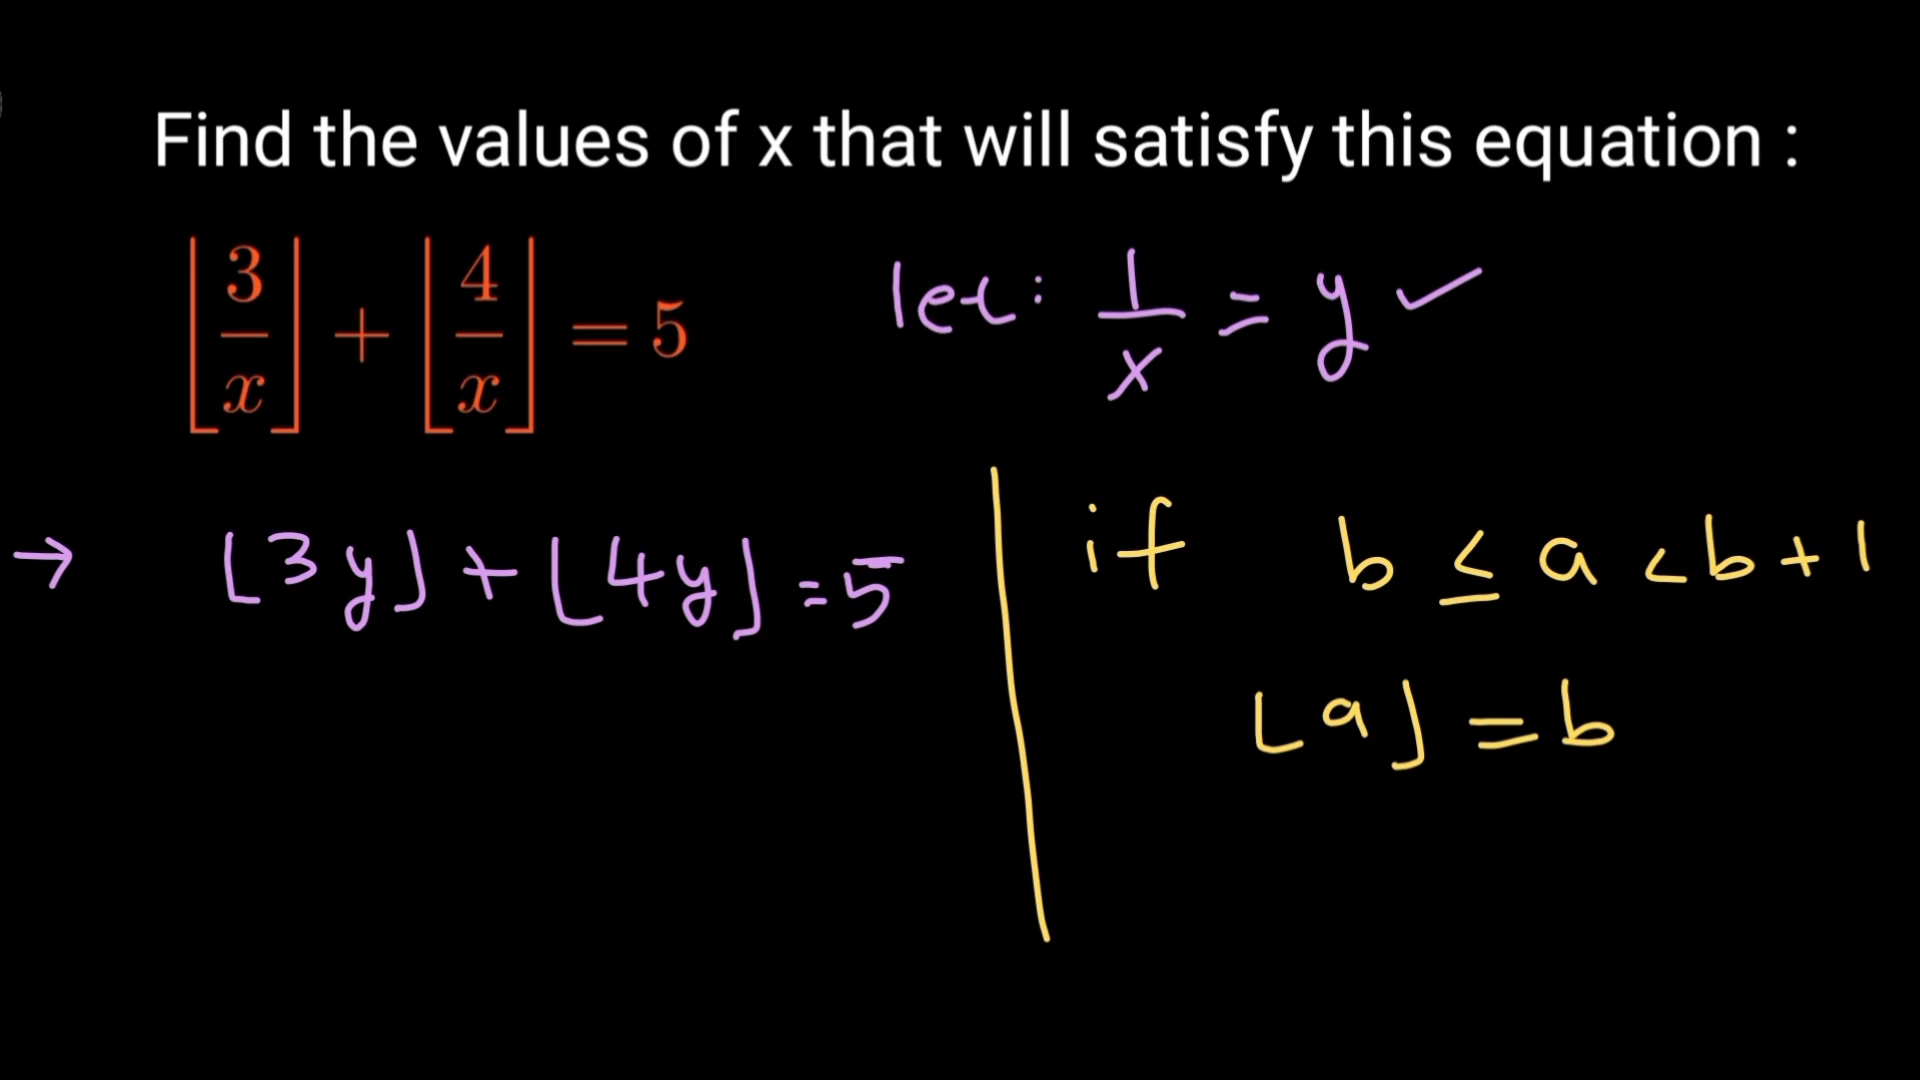 Find the values of x that will satisfy this equation :
⌊3/x⌋ + ⌊4/x⌋ = 5
let: 1/x = y ✓
→ ⌊3y⌋ + ⌊4y⌋ = 5
if b ≤ a < b + 1
⌊a⌋ = b